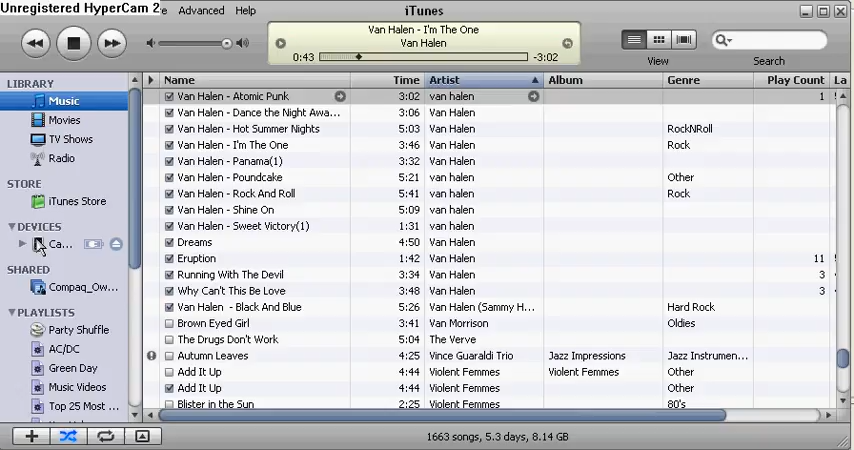 Unregistered HyperCam 2
Advanced Help iTunes
Van Halen - I'm The One
Van Halen
0:43 -3:02
View Search
LIBRARY
Music
Movies
TV Shows
Radio
STORE
iTunes Store
DEVICES
Ca...
SHARED
Compaq_Ow...
PLAYLISTS
Party Shuffle
AC/DC
Green Day
Music Videos
Top 25 Most ...
Name Time Artist Album Genre Play Count La
Van Halen - Atomic Punk 3:02 van halen 1
Van Halen - Dance the Night Awa... 3:06 Van Halen
Van Halen - Hot Summer Nights 5:03 Van Halen RockNRoll
Van Halen - I'm The One 3:46 Van Halen Rock
Van Halen - Panama(1) 3:32 Van Halen
Van Halen - Poundcake 5:21 van halen Other
Van Halen - Rock And Roll 5:41 van halen Rock
Van Halen - Shine On 5:09 van halen
Van Halen - Sweet Victory(1) 1:31 van halen
Dreams 4:50 Van Halen
Eruption 1:42 Van Halen 11
Running With The Devil 3:34 Van Halen 3
Why Can't This Be Love 3:48 Van Halen 3
Van Halen - Black And Blue 5:26 Van Halen (Sammy H... Hard Rock
Brown Eyed Girl 3:41 Van Morrison Oldies
The Drugs Don't Work 5:04 The Verve
Autumn Leaves 4:25 Vince Guaraldi Trio Jazz Impressions Jazz Instrumen...
Add It Up 4:44 Violent Femmes Violent Femmes Other
Add It Up 4:44 Violent Femmes Other
Blister in the Sun 2:25 Violent Femmes 80's
1663 songs, 5.3 days, 8.14 GB